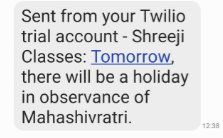 Sent from your Twilio
trial account - Shreeji
Classes: Tomorrow,
there will be a holiday
in observance of
Mahashivratri.
12:38